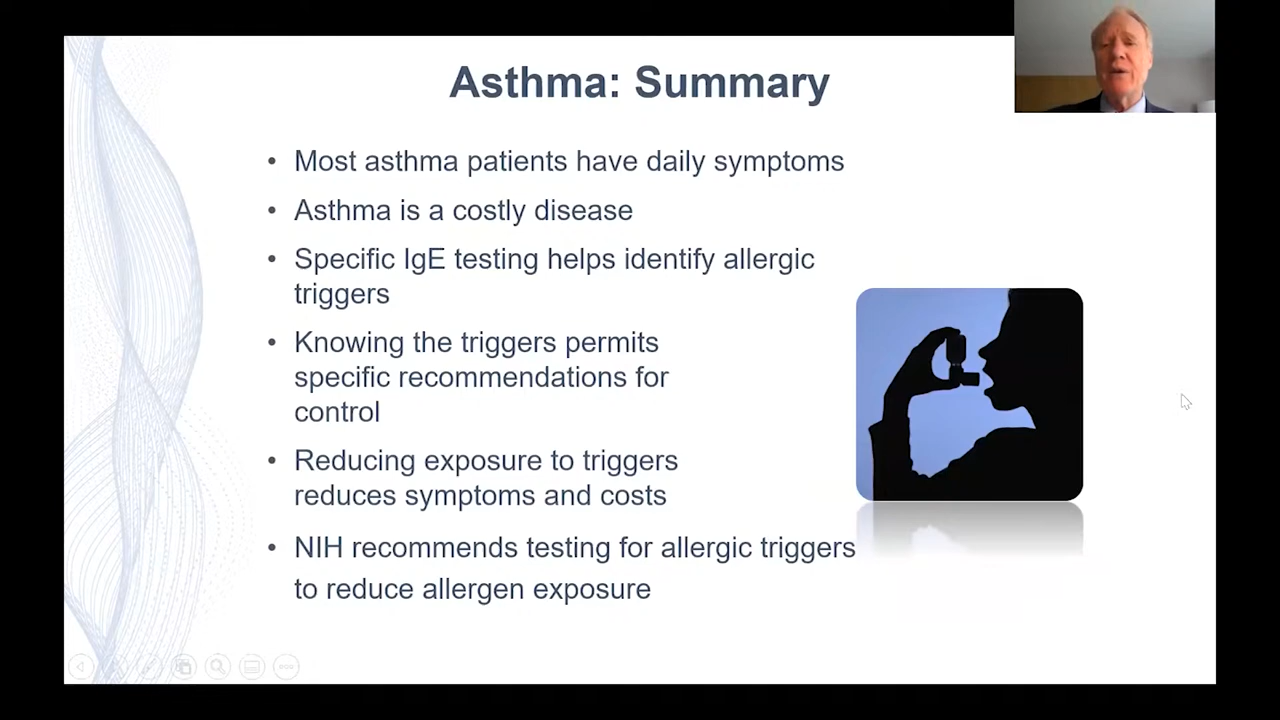 Asthma: Summary
• Most asthma patients have daily symptoms
• Asthma is a costly disease
• Specific IgE testing helps identify allergic
triggers
• Knowing the triggers permits
specific recommendations for
control
• Reducing exposure to triggers
reduces symptoms and costs
• NIH recommends testing for allergic triggers
to reduce allergen exposure